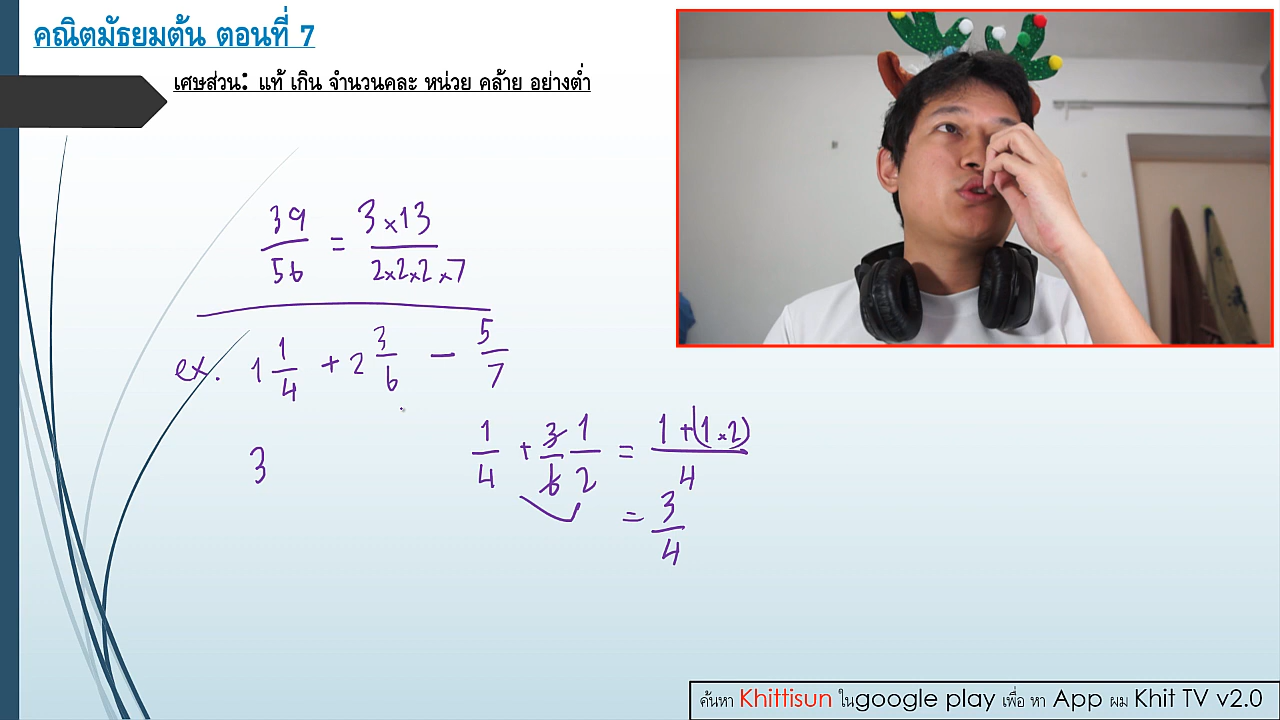 คณิตมัธยมต้น ตอนที่ 7
เศษส่วน: แท้ เกิน จำนวนคละ หน่วย คล้าย อย่างต่ำ
39/56 = 3×13/2×2×2×7
ex. 1 1/4 + 2 3/6 - 5/7
3
1/4 + 3/6 1/2 = 1+(1×2)/4
= 3/4
ค้นหา Khittisun ในgoogle play เพื่อ หา App ผม Khit TV v2.0